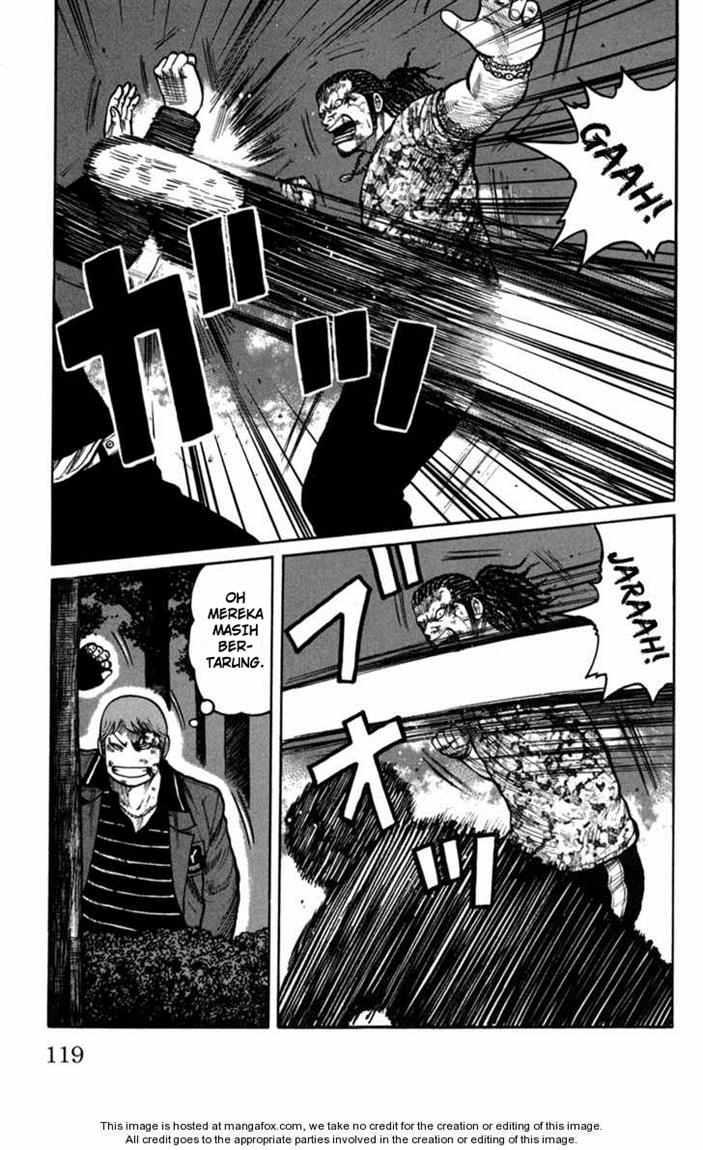 GAAH!
ガガッ
JARAAH!
ブオッ
OH
MEREKA
MASIH
BER-
TARUNG.
119
This image is hosted at mangafox.com, we take no credit for the creation or editing of this image.
All credit goes to the appropriate parties involved in the creation or editing of this image.